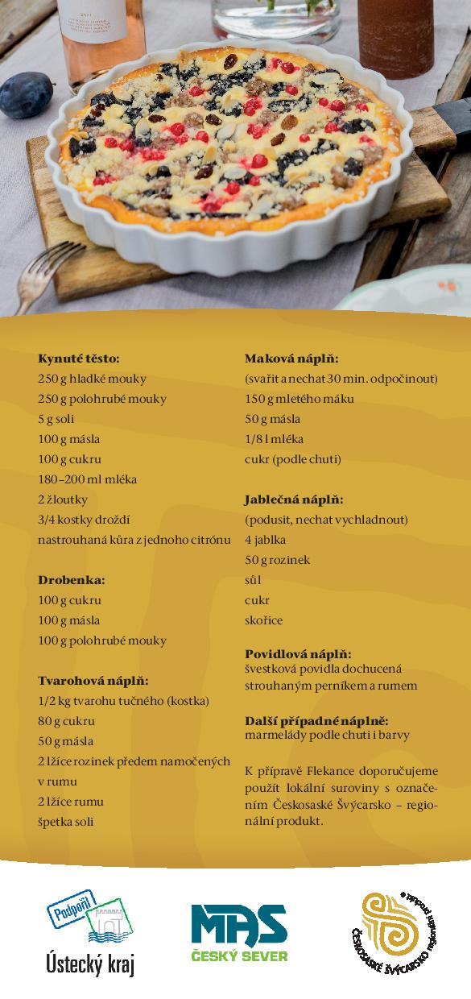 Kynuté těsto:
250 g hladké mouky
250 g polohrubé mouky
5 g soli
100 g másla
100 g cukru
180–200 ml mléka
2 žloutky
3/4 kostky droždí
nastrouhaná kůra z jednoho citrónu
Drobenka:
100 g cukru
100 g másla
100 g polohrubé mouky
Tvarohová náplň:
1/2 kg tvarohu tučného (kostka)
80 g cukru
50 g másla
2 lžíce rozinek předem namočených
v rumu
2 lžíce rumu
špetka soli
Maková náplň:
(svařit a nechat 30 min. odpočinout)
150 g mletého máku
50 g másla
1/8 l mléka
cukr (podle chuti)
Jablečná náplň:
(podusit, nechat vychladnout)
4 jablka
50 g rozinek
sůl
cukr
skořice
Povidlová náplň:
švestková povidla dochucená
strouhaným perníkem a rumem
Další případné náplně:
marmelády podle chuti i barvy
K přípravě Flekance doporučujeme
použít lokální suroviny s označe-
ním Českosaské Švýcarsko – regio-
nální produkt.
Podpořil
Ústecký kraj
MAS
ČESKÝ SEVER
ČESKOSASKÉ ŠVÝCARSKO regionální produkt